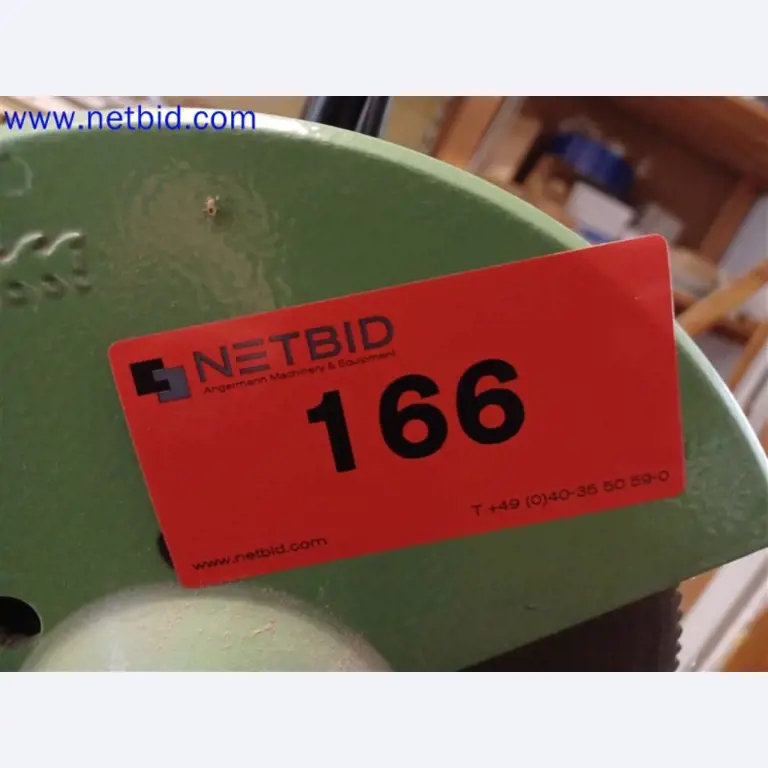 www.netbid.com
NETBID
Angermann Machinery & Equipment
166
T +49 (0)40-35 50 59-0
www.netbid.com